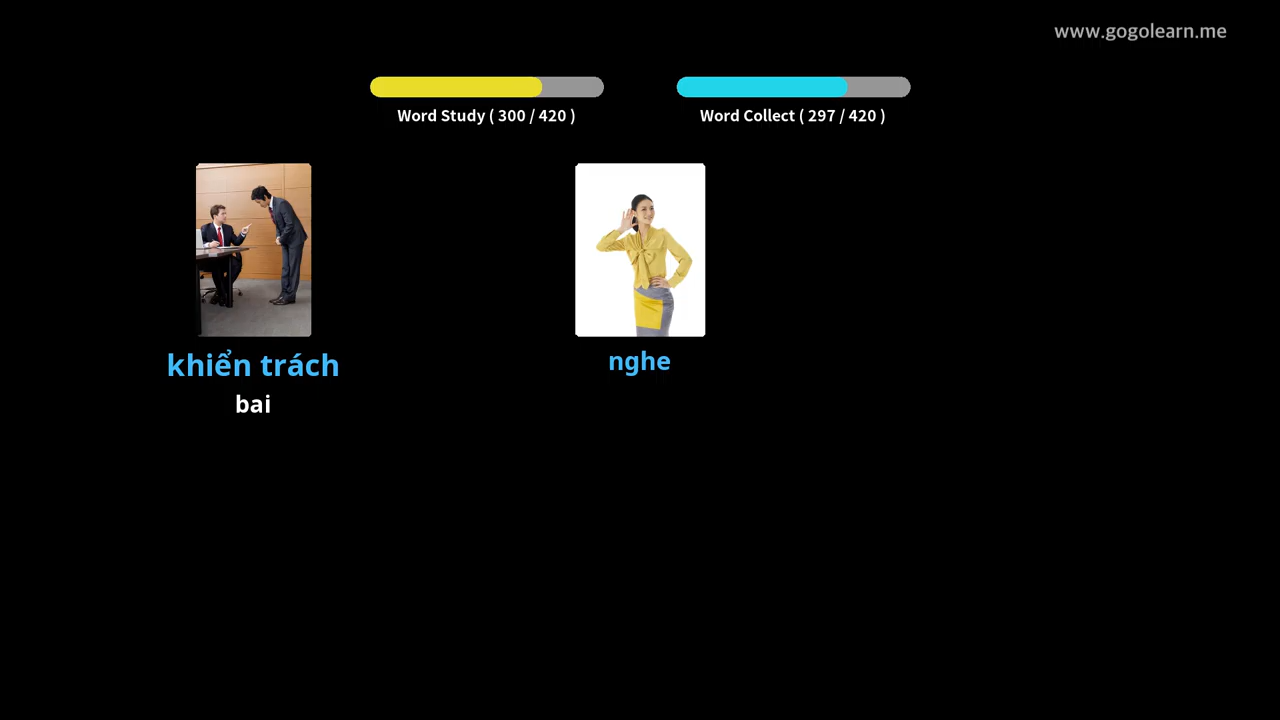 www.gogolearn.me
Word Study ( 300 / 420 )
Word Collect ( 297 / 420 )
khiển trách
bai
nghe